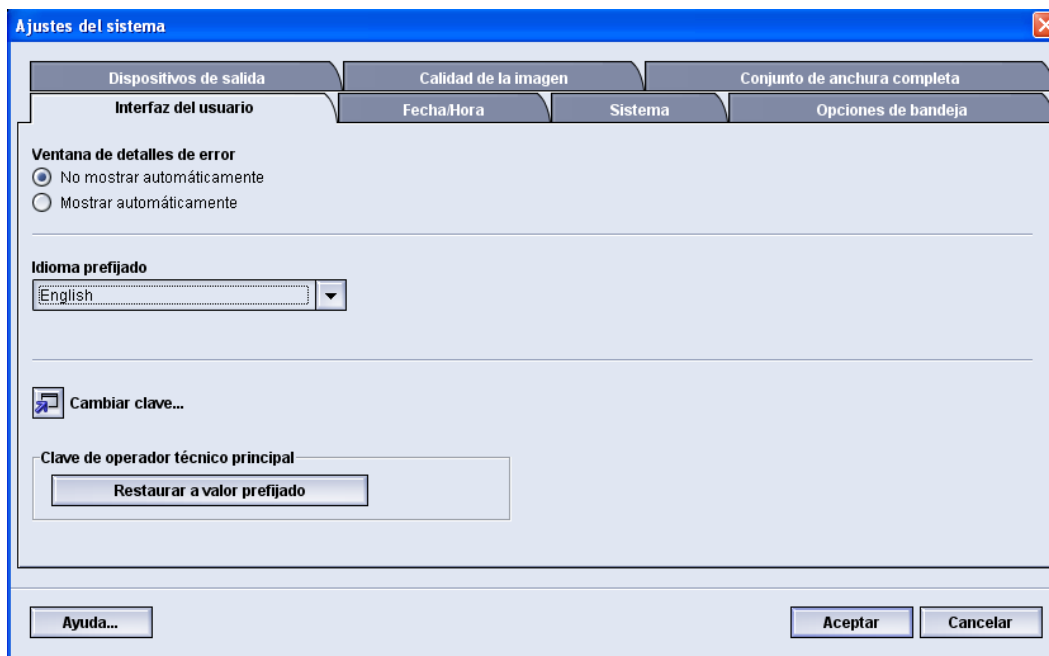 Ajustes del sistema
Dispositivos de salida
Calidad de la imagen
Conjunto de anchura completa
Interfaz del usuario
Fecha/Hora
Sistema
Opciones de bandeja
Ventana de detalles de error
No mostrar automáticamente
Mostrar automáticamente
Idioma prefijado
English
Cambiar clave...
Clave de operador técnico principal
Restaurar a valor prefijado
Ayuda...
Aceptar
Cancelar